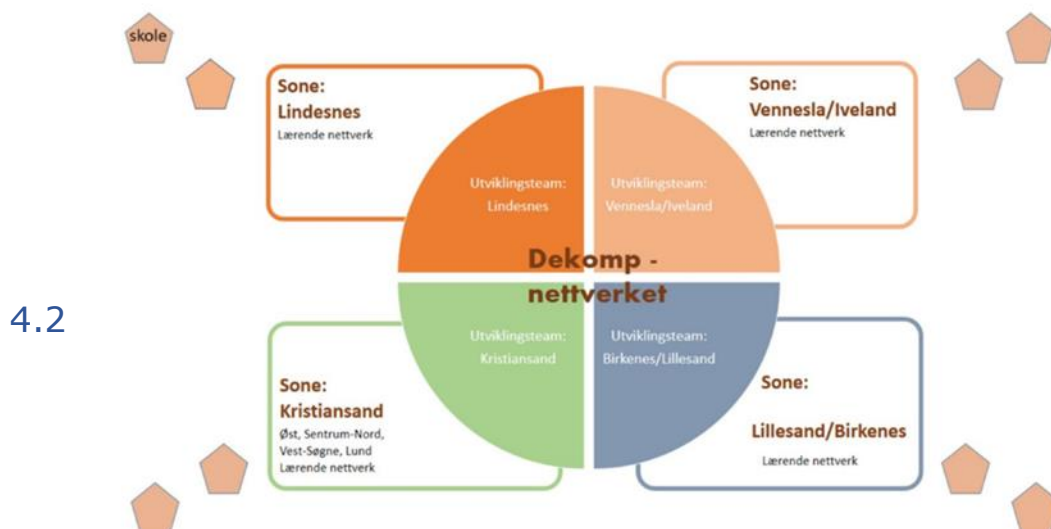 skole
Sone:
Lindesnes
Lærende nettverk
Sone:
Vennesla/Iveland
Lærende nettverk
Utviklingsteam:
Lindesnes
Utviklingsteam:
Vennesla/Iveland
Dekomp -
nettverket
4.2
Utviklingsteam:
Kristiansand
Utviklingsteam:
Birkenes/Lillesand
Sone:
Kristiansand
Øst, Sentrum-Nord,
Vest-Søgne, Lund
Lærende nettverk
Sone:
Lillesand/Birkenes
Lærende nettverk